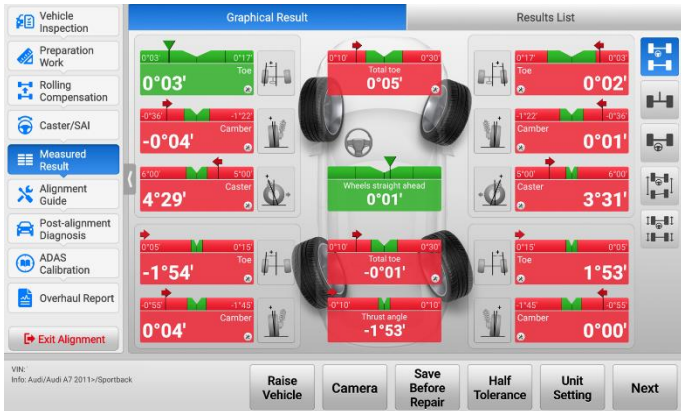 Vehicle
Inspection
Preparation
Work
Rolling
Compensation
Caster/SAI
Measured
Result
Alignment
Guide
Post-alignment
Diagnosis
ADAS
Calibration
Overhaul Report
Exit Alignment
Graphical Result
Results List
0°03' 0°17'
Toe
0°03'
-0°36' -1°22'
Camber
-0°04'
6°00' 5°00'
Caster
4°29'
0°10' 0°30'
Total toe
0°05'
Wheels straight ahead
0°01'
0°17' 0°03'
Toe
0°02'
-1°22' -0°36'
Camber
0°01'
5°00' 6°00'
Caster
3°31'
0°05' 0°15'
Toe
-1°54'
-0°55' -1°45'
Camber
0°04'
0°10' 0°30'
Total toe
-0°01'
-0°10' 0°10'
Thrust angle
-1°53'
0°15' 0°05'
Toe
1°53'
-1°45' -0°55'
Camber
0°00'
VIN:
Info: Audi/Audi A7 2011>/Sportback
Raise
Vehicle
Camera
Save
Before
Repair
Half
Tolerance
Unit
Setting
Next